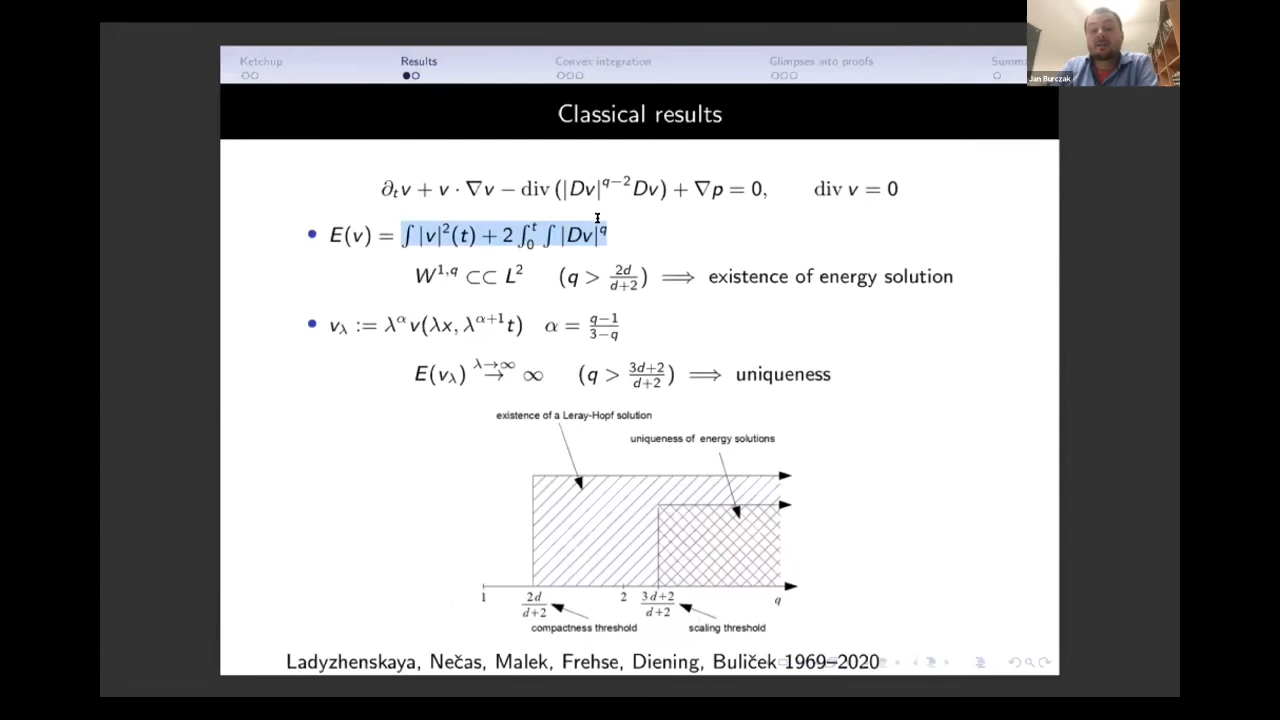 Ketchup Results Convex integration Glimpses into proofs Summ
Jan Burczak
Classical results
∂ₜv + v · ∇v − div (|Dv|^{q−2}Dv) + ∇p = 0, div v = 0
• E(v) = ∫|v|²(t) + 2 ∫₀ᵗ ∫ |Dv|^q
W^{1,q} ⊂⊂ L² (q > 2d/(d+2)) ⟹ existence of energy solution
• v_λ := λ^α v(λx, λ^{α+1}t) α = (q−1)/(3−q)
E(v_λ) →^{λ→∞} ∞ (q > (3d+2)/(d+2)) ⟹ uniqueness
existence of a Leray-Hopf solution
uniqueness of energy solutions
1 2d/(d+2) 2 (3d+2)/(d+2) q
compactness threshold scaling threshold
Ladyzhenskaya, Nečas, Malek, Frehse, Diening, Buliček 1969–2020